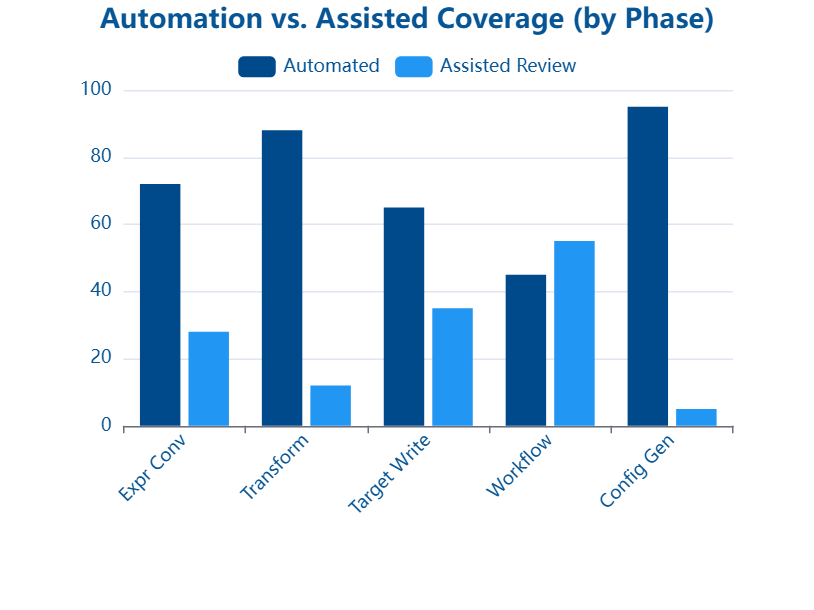 Automation vs. Assisted Coverage (by Phase)
Automated Assisted Review
100
80
60
40
20
0
Expr Conv
Transform
Target Write
Workflow
Config Gen